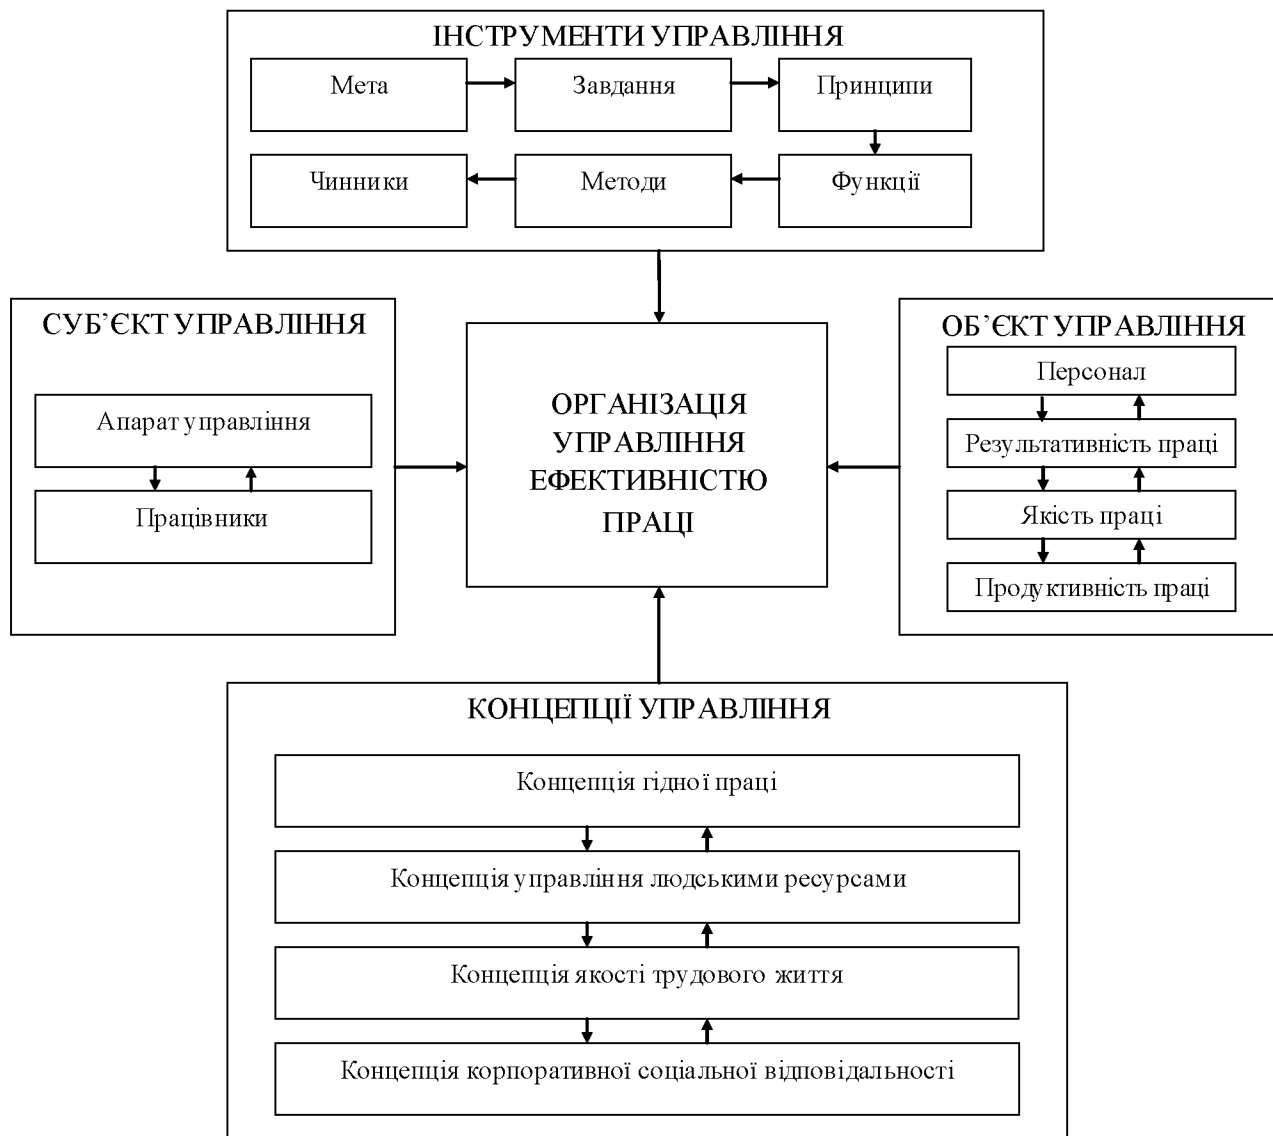 ІНСТРУМЕНТИ УПРАВЛІННЯ
Мета
Завдання
Принципи
Чинники
Методи
Функції
СУБ’ЄКТ УПРАВЛІННЯ
Апарат управління
Працівники
ОРГАНІЗАЦІЯ
УПРАВЛІННЯ
ЕФЕКТИВНІСТЮ
ПРАЦІ
ОБ’ЄКТ УПРАВЛІННЯ
Персонал
Результативність праці
Якість праці
Продуктивність праці
КОНЦЕПЦІЇ УПРАВЛІННЯ
Концепція гідної праці
Концепція управління людськими ресурсами
Концепція якості трудового життя
Концепція корпоративної соціальної відповідальності